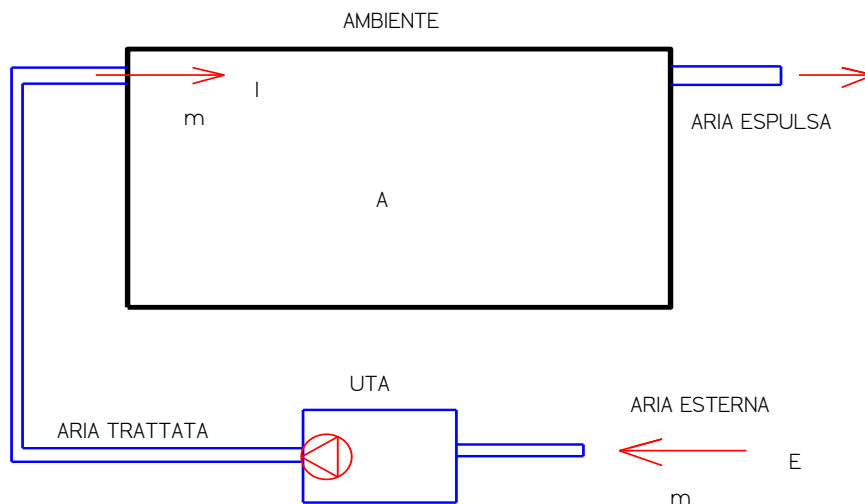 AMBIENTE
I
m
ARIA ESPULSA
A
UTA
ARIA ESTERNA
ARIA TRATTATA
E
m